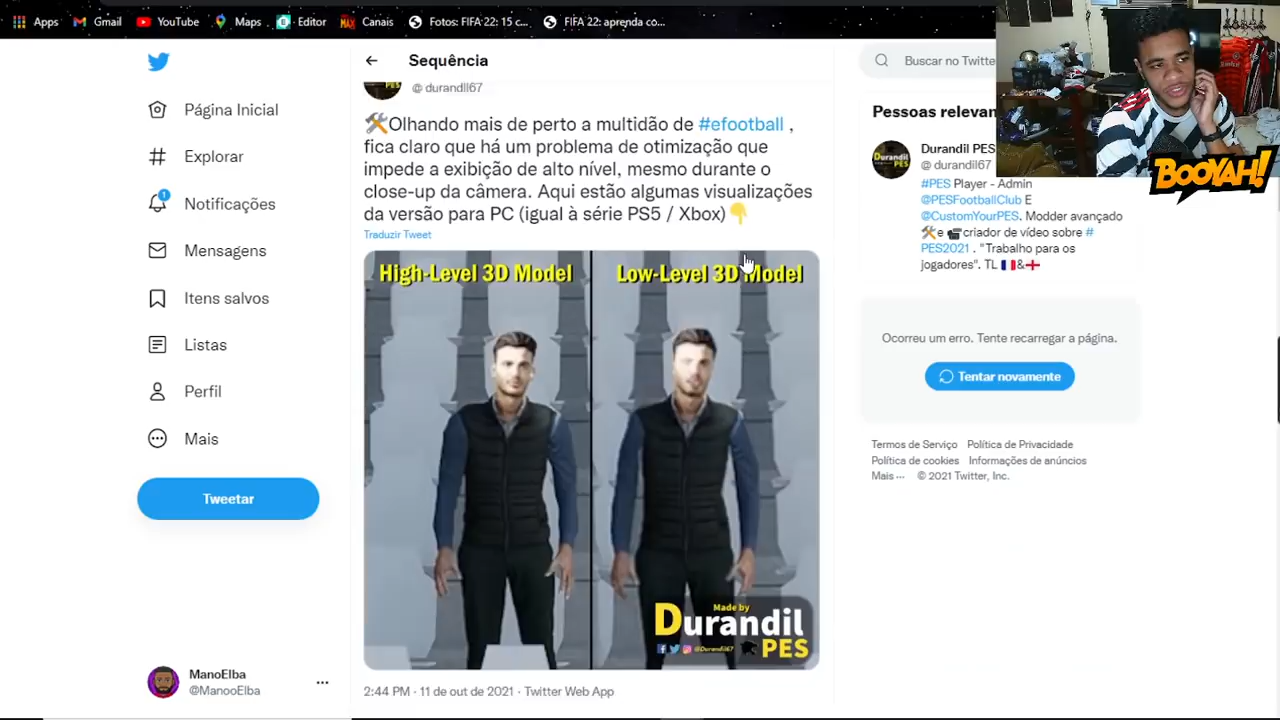 Apps
Gmail
YouTube
Maps
Editor
Canais
Fotos: FIFA 22: 15 c...
FIFA 22: aprenda co...
Página Inicial
Explorar
1
Notificações
Mensagens
Itens salvos
Listas
Perfil
Mais
Tweetar
ManoElba
@ManooElba
Sequência
@ durandil67
🛠Olhando mais de perto a multidão de #efootball ,
fica claro que há um problema de otimização que
impede a exibição de alto nível, mesmo durante o
close-up da câmera. Aqui estão algumas visualizações
da versão para PC (igual à série PS5 / Xbox)👇
Traduzir Tweet
High-Level 3D Model
Low-Level 3D Model
Made by
Durandil
@Durandil67
PES
2:44 PM · 11 de out de 2021 · Twitter Web App
Buscar no Twitte
Pessoas relevan
Durandil PES
@ durandil67
#PES Player - Admin
@PESFootballClub E
@CustomYourPES. Modder avançado
🛠e 📹criador de vídeo sobre #
PES2021 . "Trabalho para os
jogadores". TL 🇫🇷&🏴󠁧󠁢󠁥󠁮󠁧󠁿
Ocorreu um erro. Tente recarregar a página.
Tentar novamente
Termos de Serviço Política de Privacidade
Política de cookies Informações de anúncios
Mais ··· © 2021 Twitter, Inc.
BOOYAH!